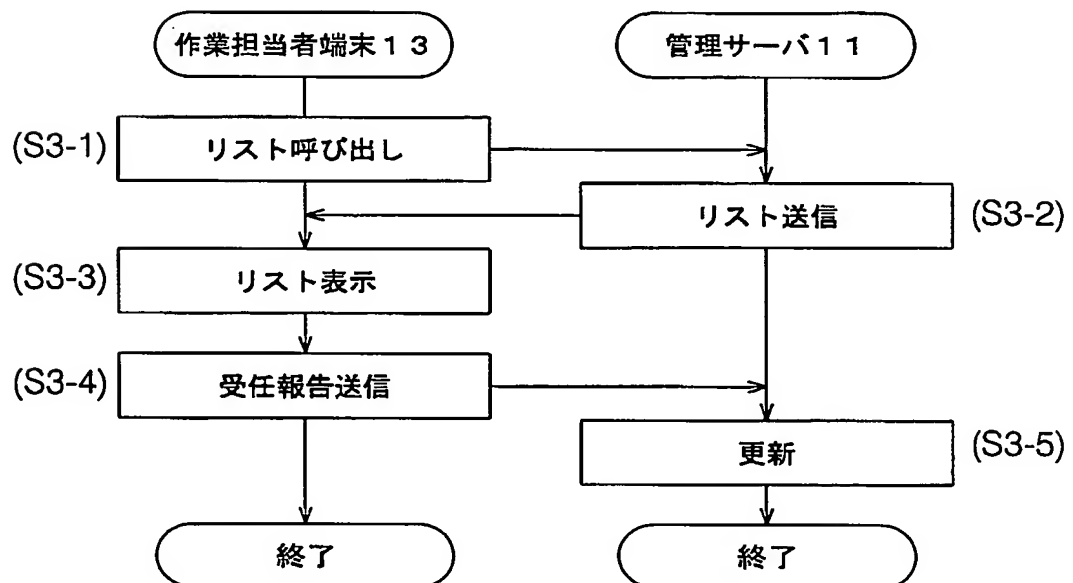 作業担当者端末13
管理サーバ11
(S3-1)
リスト呼び出し
リスト送信
(S3-2)
(S3-3)
リスト表示
(S3-4)
受任報告送信
更新
(S3-5)
終了
終了